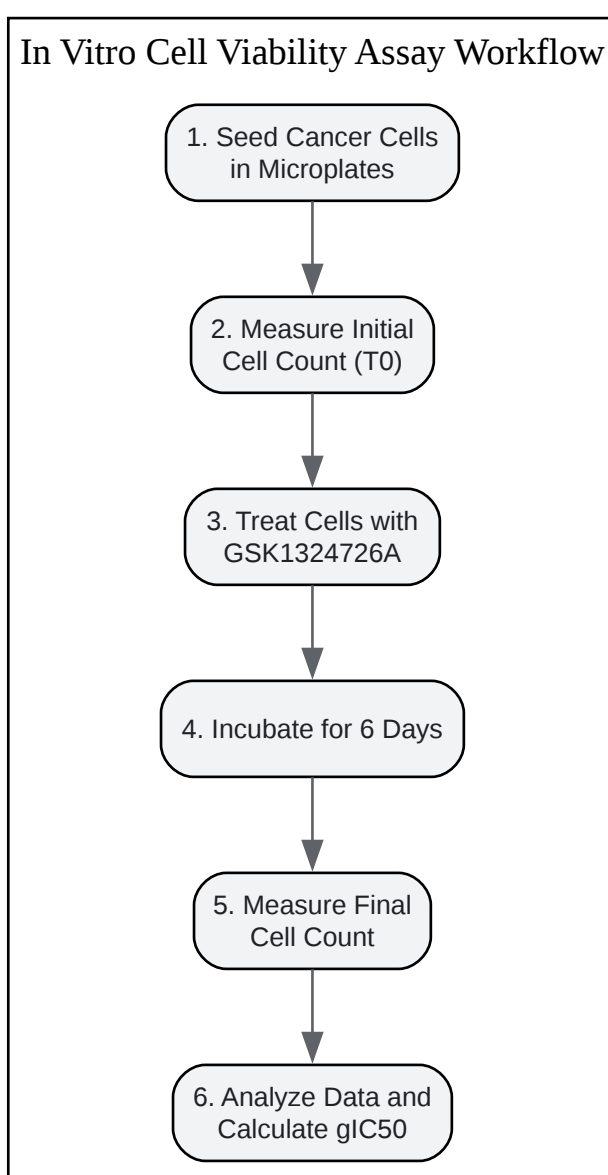 In Vitro Cell Viability Assay Workflow
1. Seed Cancer Cells
in Microplates
2. Measure Initial
Cell Count (T0)
3. Treat Cells with
GSK1324726A
4. Incubate for 6 Days
5. Measure Final
Cell Count
6. Analyze Data and
Calculate gIC50